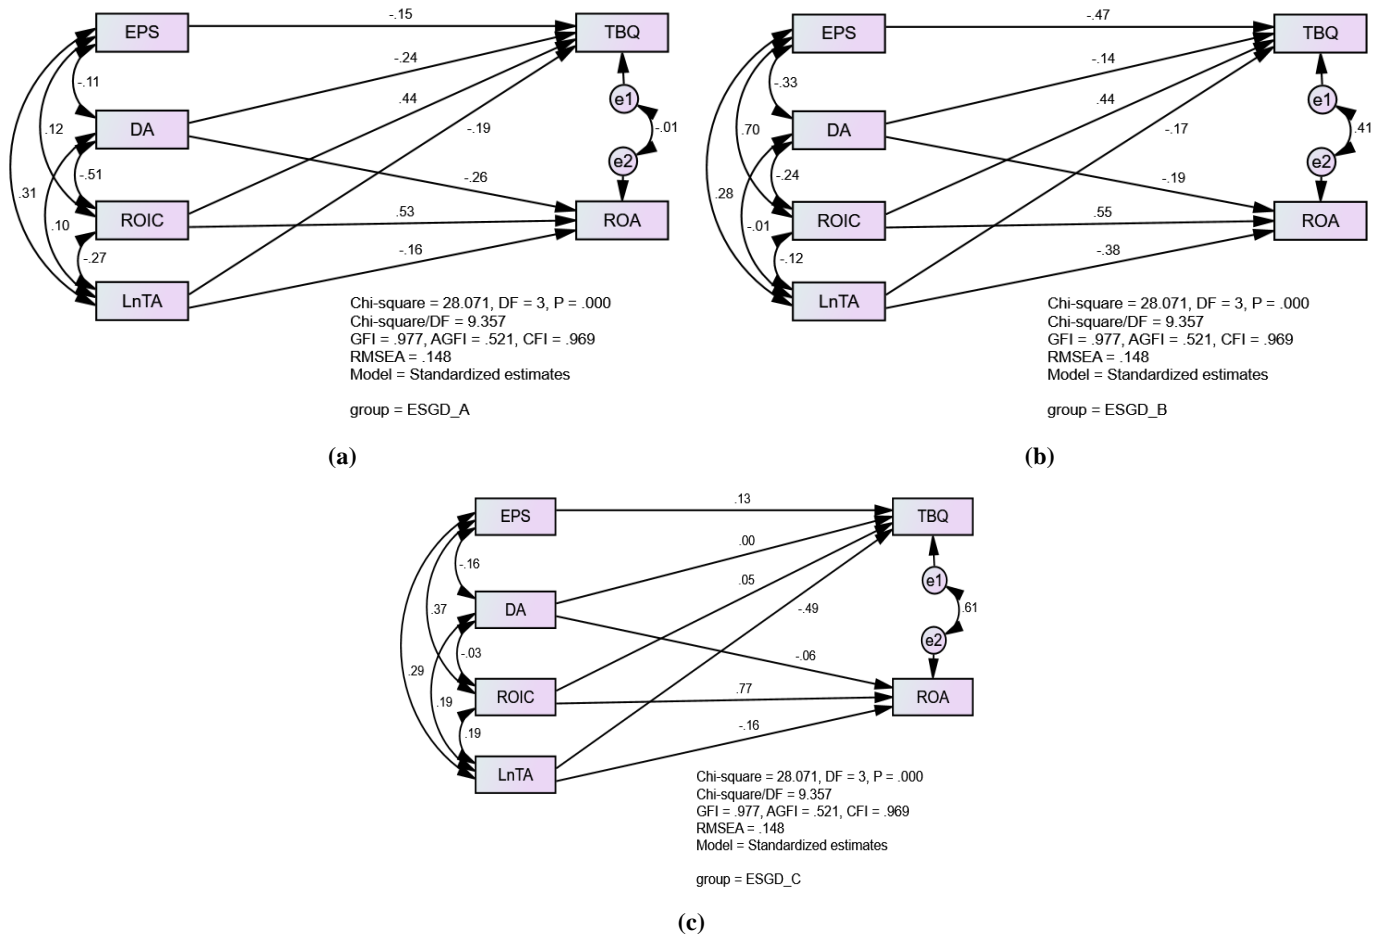 EPS
-.15
TBQ
-.11
-.24
.44
e1
.12
DA
-.19
-.01
-.51
-.26
e2
.31
.10
ROIC
.53
ROA
-.27
-.16
LnTA
Chi-square = 28.071, DF = 3, P = .000
Chi-square/DF = 9.357
GFI = .977, AGFI = .521, CFI = .969
RMSEA = .148
Model = Standardized estimates
group = ESGD_A
(a)
EPS
-.47
TBQ
-.33
-.14
.44
e1
.70
DA
-.17
.41
-.24
-.19
e2
.28
-.01
ROIC
.55
ROA
-.12
-.38
LnTA
Chi-square = 28.071, DF = 3, P = .000
Chi-square/DF = 9.357
GFI = .977, AGFI = .521, CFI = .969
RMSEA = .148
Model = Standardized estimates
group = ESGD_B
(b)
EPS
.13
TBQ
-.16
.00
.05
e1
.37
DA
-.49
.61
-.03
-.06
e2
.29
.19
ROIC
.77
ROA
.19
-.16
LnTA
Chi-square = 28.071, DF = 3, P = .000
Chi-square/DF = 9.357
GFI = .977, AGFI = .521, CFI = .969
RMSEA = .148
Model = Standardized estimates
group = ESGD_C
(c)